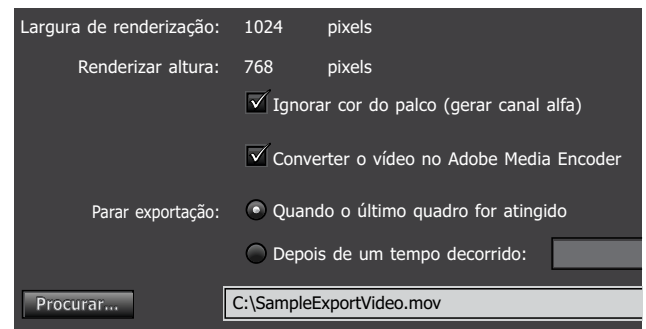 Largura de renderização: 1024 pixels
Renderizar altura: 768 pixels
Ignorar cor do palco (gerar canal alfa)
Converter o vídeo no Adobe Media Encoder
Parar exportação: Quando o último quadro for atingido
Depois de um tempo decorrido:
Procurar... C:\SampleExportVideo.mov